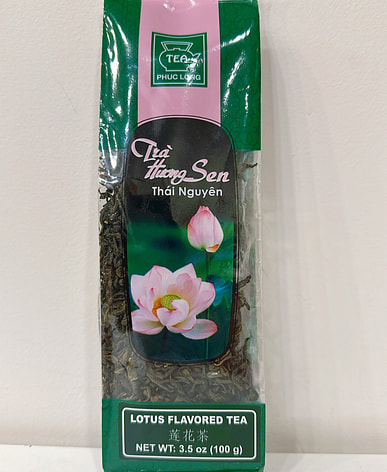 TEA
PHUC LONG
Trà
Hương Sen
Thái Nguyên
LOTUS FLAVORED TEA
莲花茶
NET WT: 3.5 oz (100 g)